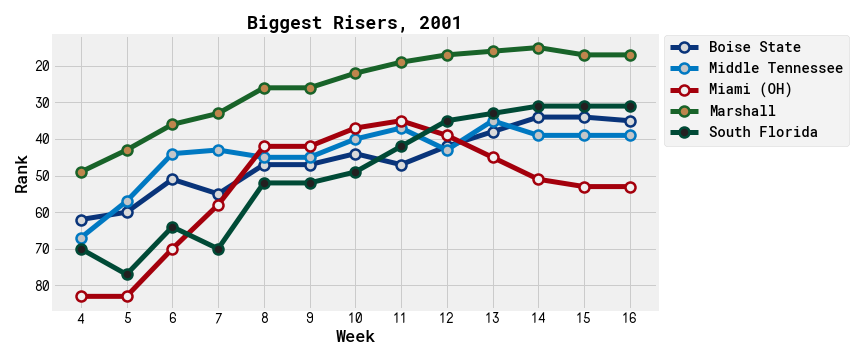 Biggest Risers, 2001
Boise State
Middle Tennessee
Miami (OH)
Marshall
South Florida
Rank
20
30
40
50
60
70
80
4 5 6 7 8 9 10 11 12 13 14 15 16
Week